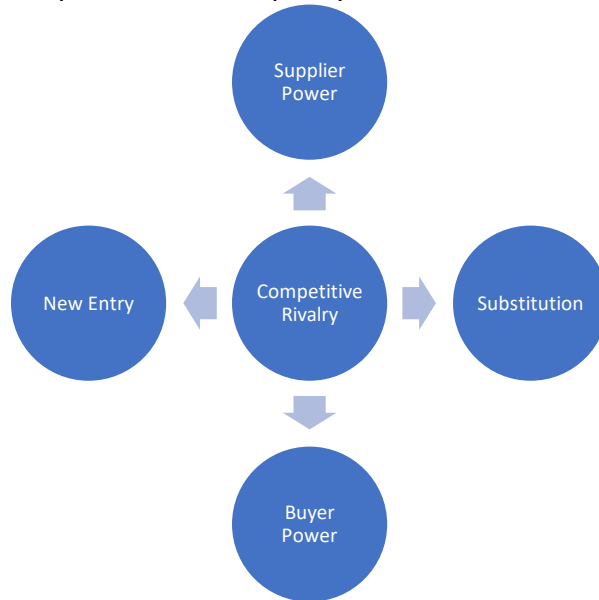 Supplier
Power
New Entry
Competitive
Rivalry
Substitution
Buyer
Power